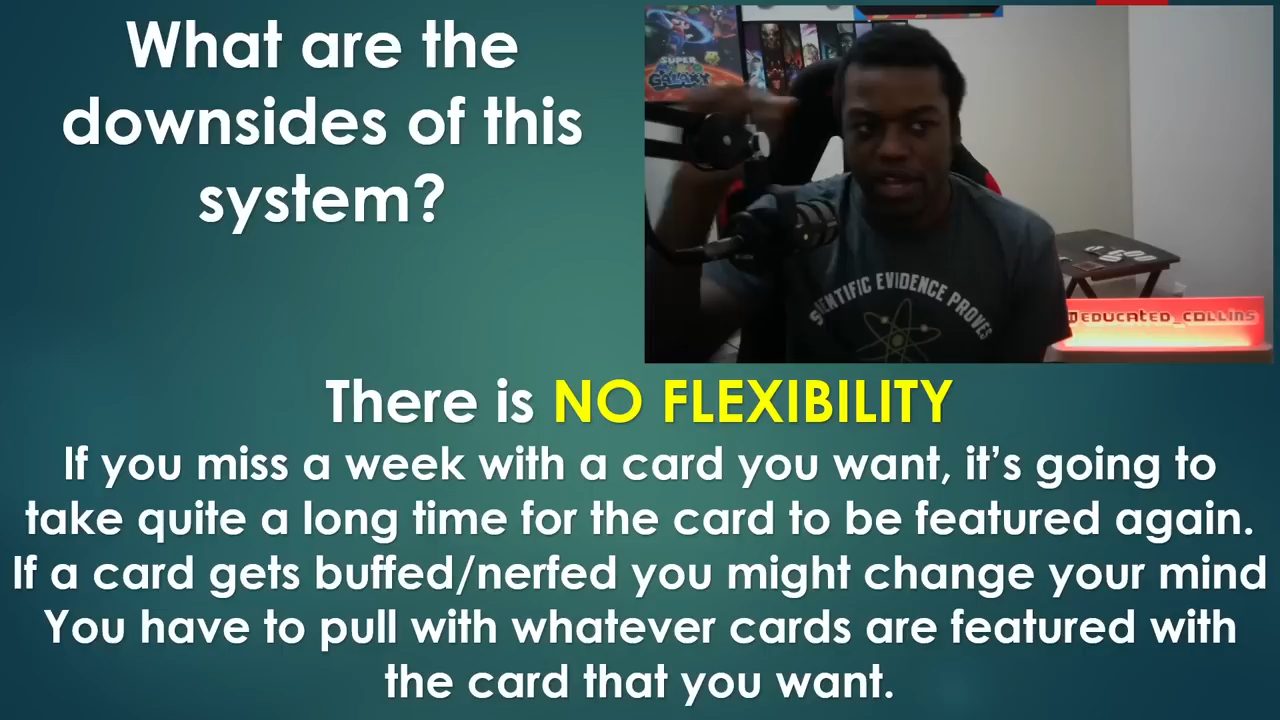 What are the
downsides of this
system?
SUPER
GALAXY
SCIENTIFIC EVIDENCE PROVES
@EDUCATED_COLLINS
There is NO FLEXIBILITY
If you miss a week with a card you want, it’s going to
take quite a long time for the card to be featured again.
If a card gets buffed/nerfed you might change your mind
You have to pull with whatever cards are featured with
the card that you want.